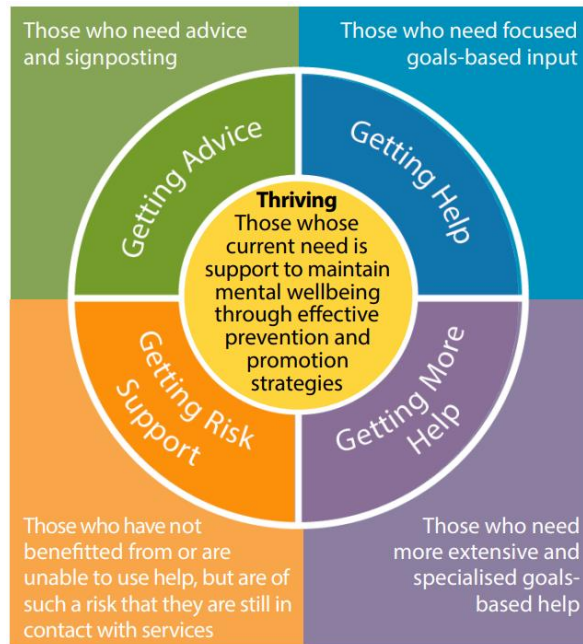 Those who need advice
and signposting
Those who need focused
goals-based input
Getting Advice
Getting Help
Thriving
Those whose
current need is
support to maintain
mental wellbeing
through effective
prevention and
promotion
strategies
Getting Risk
Support
Getting More
Help
Those who have not
benefitted from or are
unable to use help, but are of
such a risk that they are still in
contact with services
Those who need
more extensive and
specialised goals-
based help